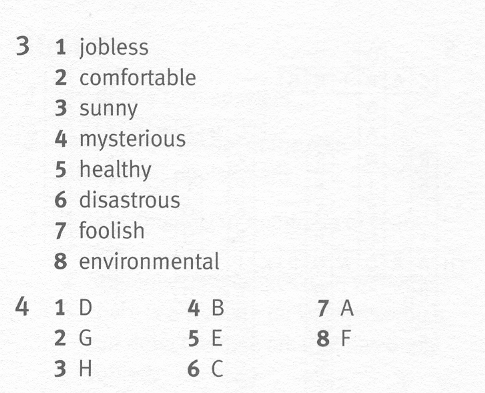 3 1 jobless
2 comfortable
3 sunny
4 mysterious
5 healthy
6 disastrous
7 foolish
8 environmental
4 1 D 4 B 7 A
2 G 5 E 8 F
3 H 6 C